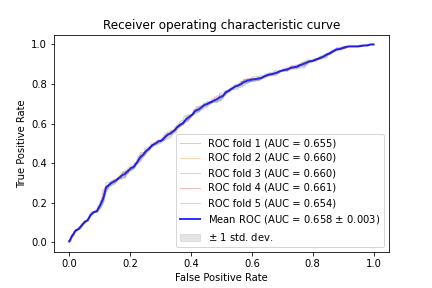 Receiver operating characteristic curve
True Positive Rate
1.0
0.8
0.6
0.4
0.2
0.0
ROC fold 1 (AUC = 0.655)
ROC fold 2 (AUC = 0.660)
ROC fold 3 (AUC = 0.660)
ROC fold 4 (AUC = 0.661)
ROC fold 5 (AUC = 0.654)
Mean ROC (AUC = 0.658 ± 0.003)
± 1 std. dev.
0.0 0.2 0.4 0.6 0.8 1.0
False Positive Rate